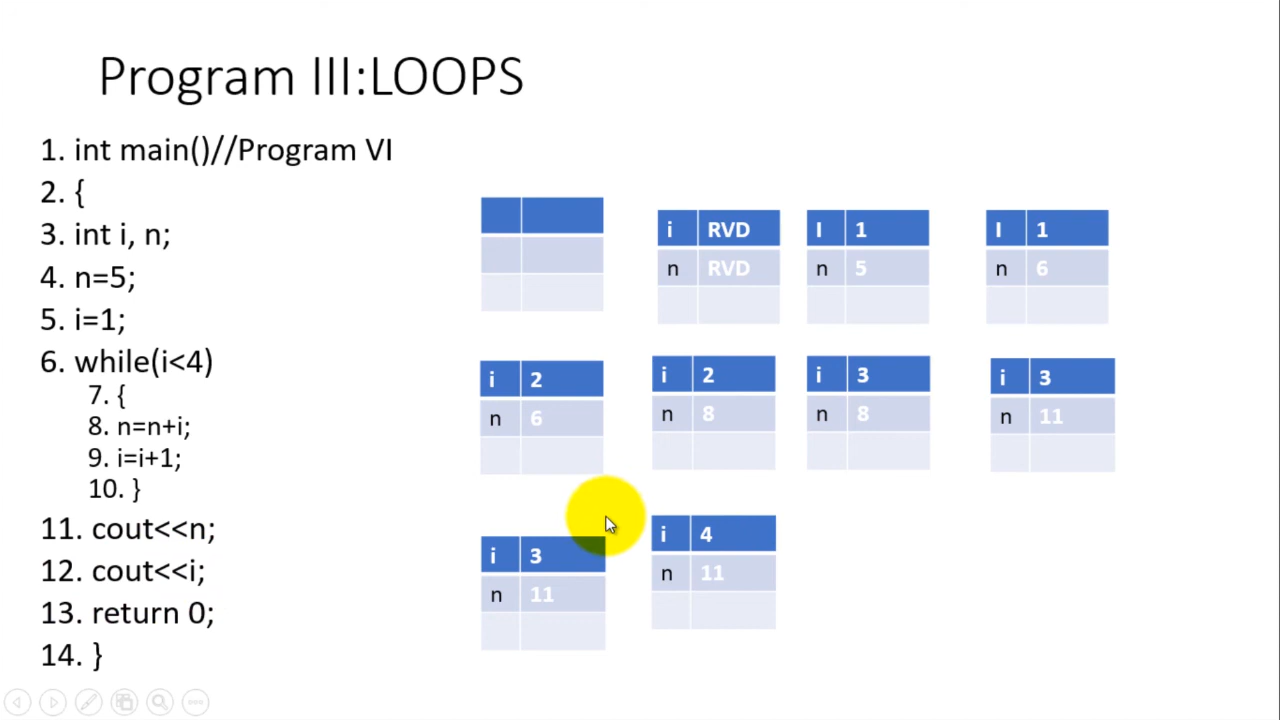 Program III:LOOPS
1. int main()//Program VI
2. {
3. int i, n;
4. n=5;
5. i=1;
6. while(i<4)
7. {
8. n=n+i;
9. i=i+1;
10. }
11. cout<<n;
12. cout<<i;
13. return 0;
14. }
i RVD
n RVD
I 1
n 5
I 1
n 6
i 2
n 6
i 2
n 8
i 3
n 8
i 3
n 11
i 3
n 11
i 4
n 11